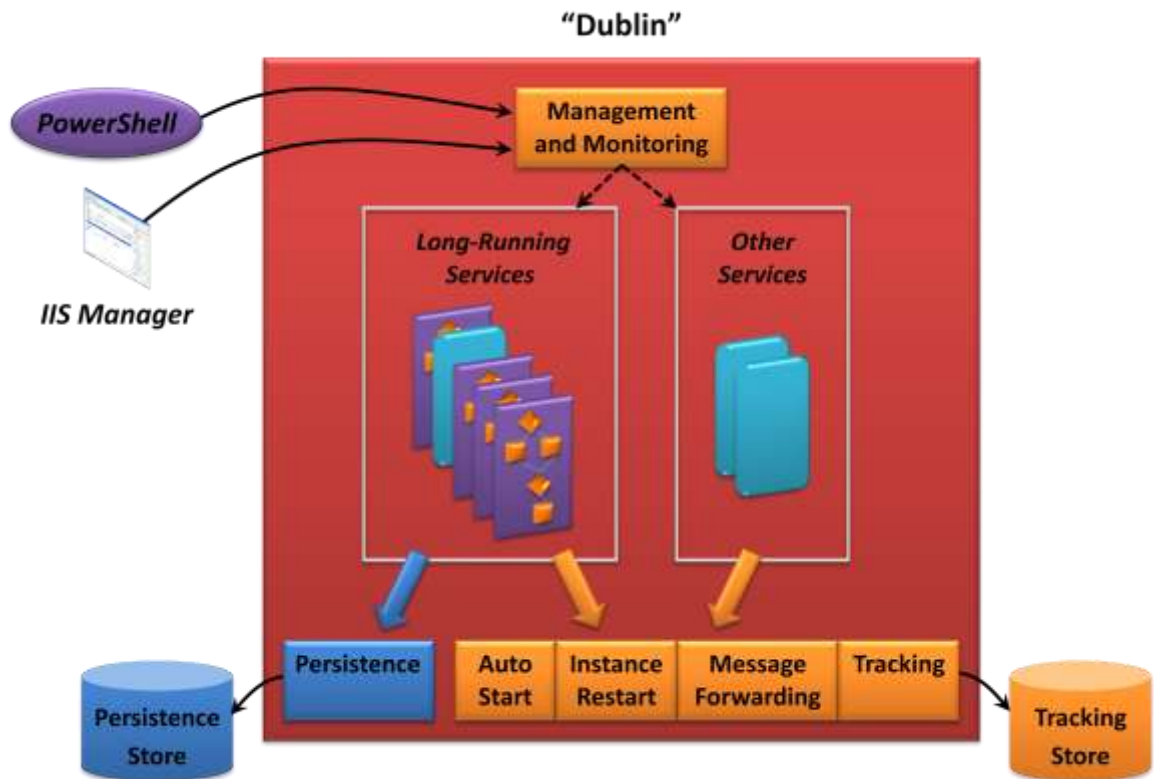 “Dublin”
PowerShell
Management
and Monitoring
IIS Manager
Long-Running
Services
Other
Services
Persistence
Auto
Start
Instance
Restart
Message
Forwarding
Tracking
Persistence
Store
Tracking
Store